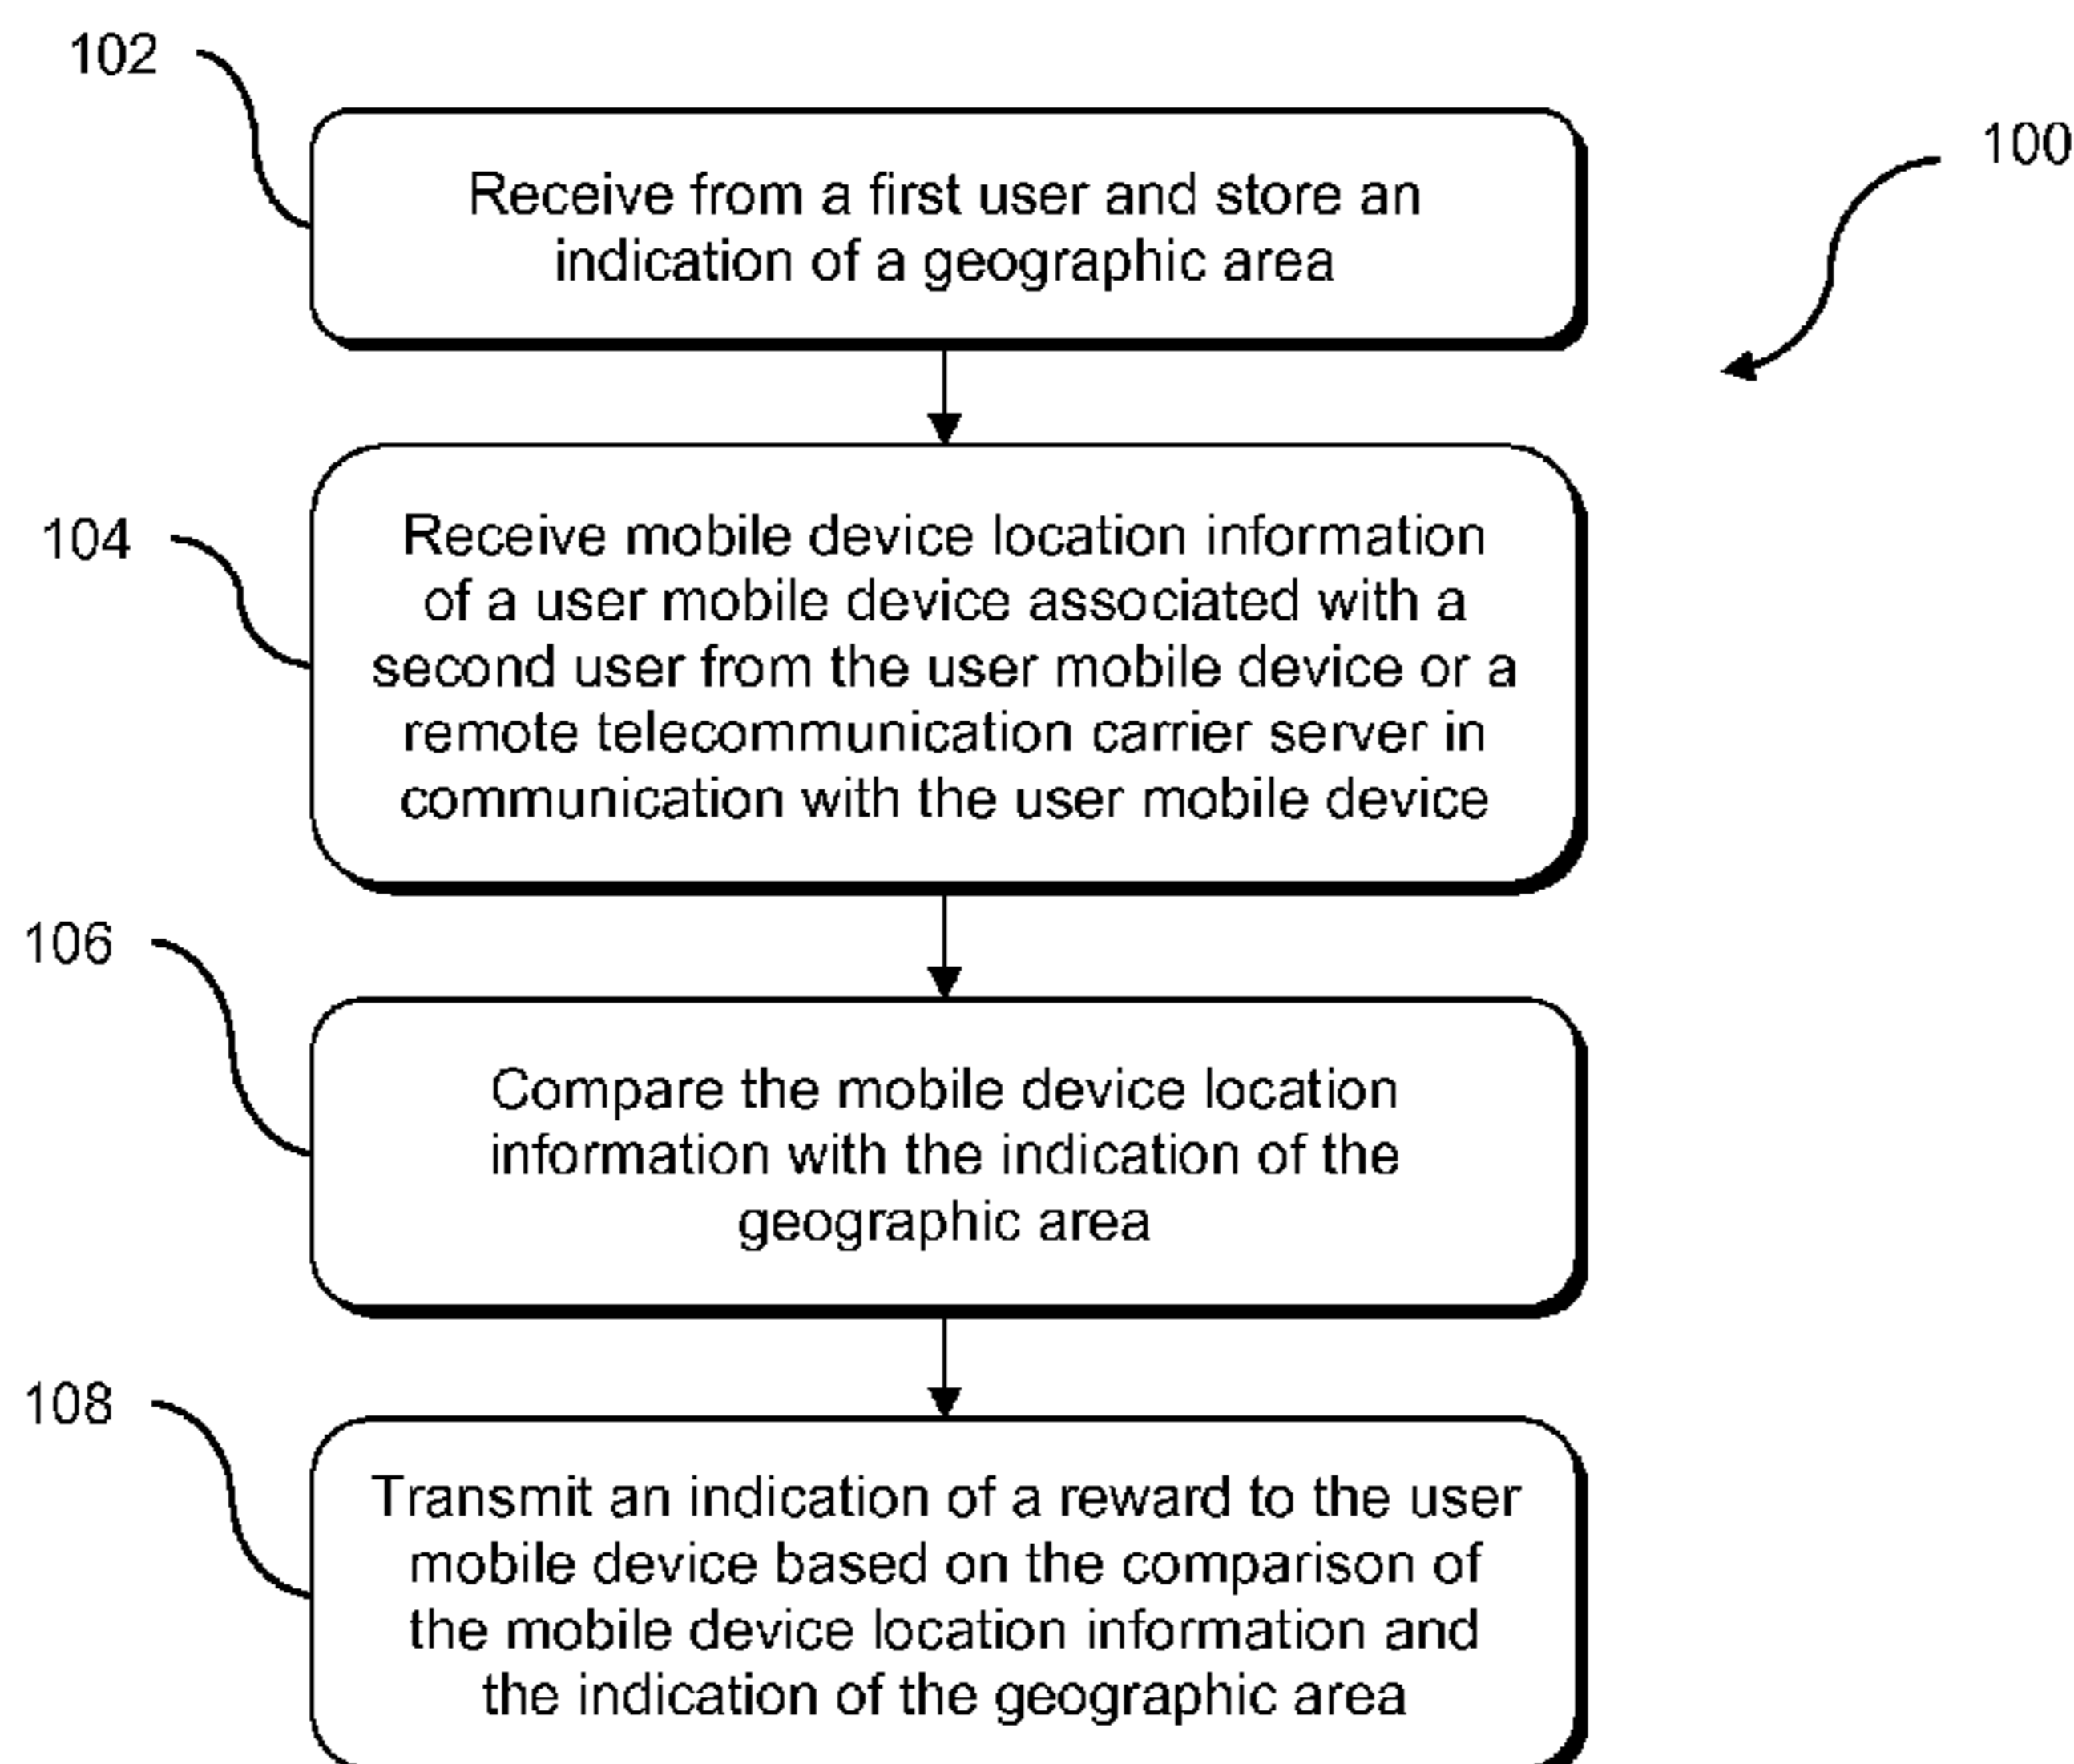 102
100
Receive from a first user and store an
indication of a geographic area
104
Receive mobile device location information
of a user mobile device associated with a
second user from the user mobile device or a
remote telecommunication carrier server in
communication with the user mobile device
106
Compare the mobile device location
information with the indication of the
geographic area
108
Transmit an indication of a reward to the user
mobile device based on the comparison of
the mobile device location information and
the indication of the geographic area